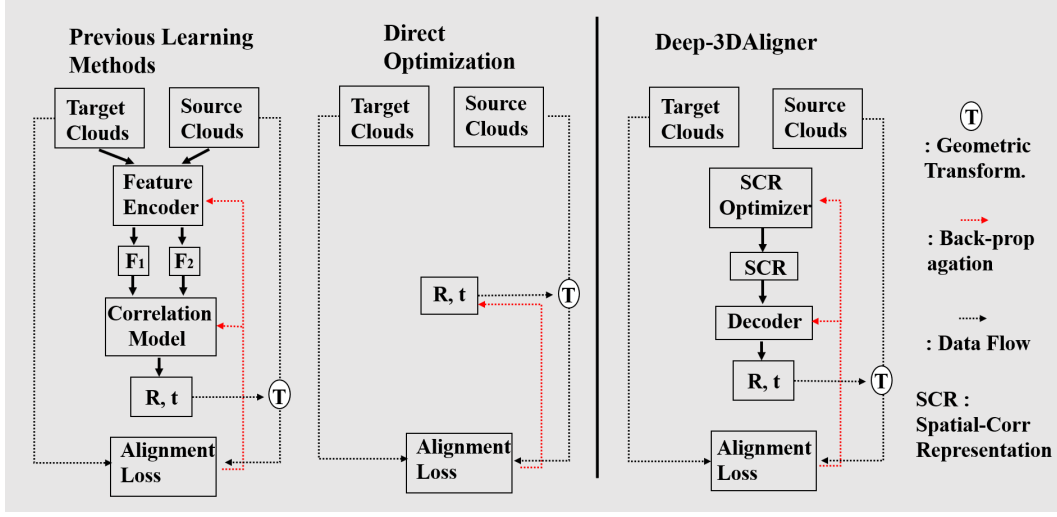 Previous Learning
Methods
Target
Clouds
Source
Clouds
Feature
Encoder
F1
F2
Correlation
Model
R, t
T
Alignment
Loss
Direct
Optimization
Target
Clouds
Source
Clouds
R, t
T
Alignment
Loss
Deep-3DAligner
Target
Clouds
Source
Clouds
SCR
Optimizer
SCR
Decoder
R, t
T
Alignment
Loss
T
: Geometric
Transform.
: Back-prop
agation
: Data Flow
SCR :
Spatial-Corr
Representation